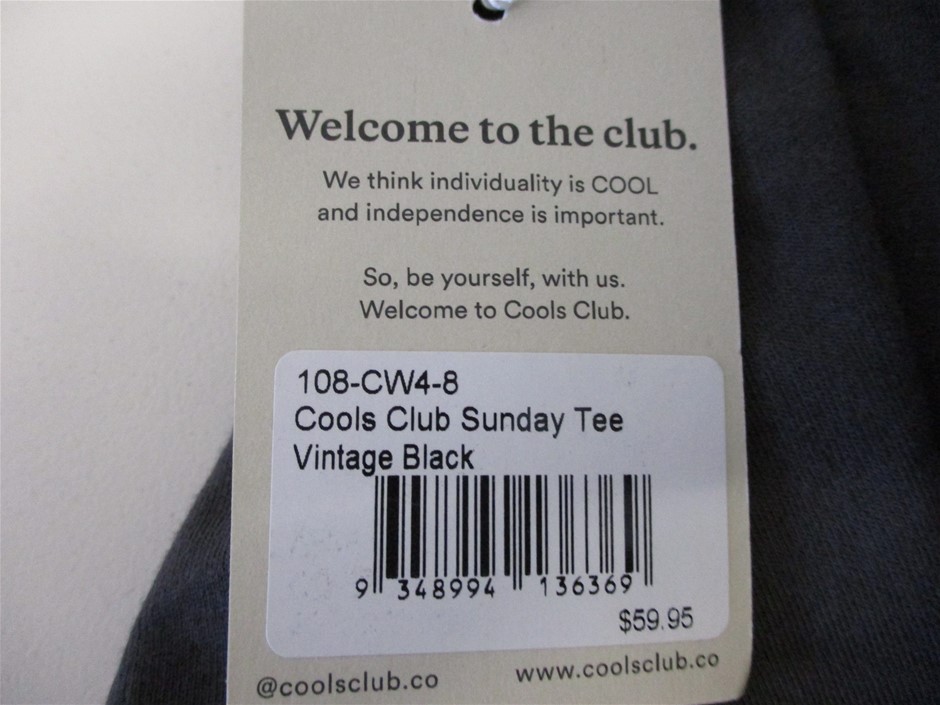 Welcome to the club.
We think individuality is COOL
and independence is important.
So, be yourself, with us.
Welcome to Cools Club.
108-CW4-8
Cools Club Sunday Tee
Vintage Black
9 348994 136369
$59.95
@coolsclub.co www.coolsclub.co